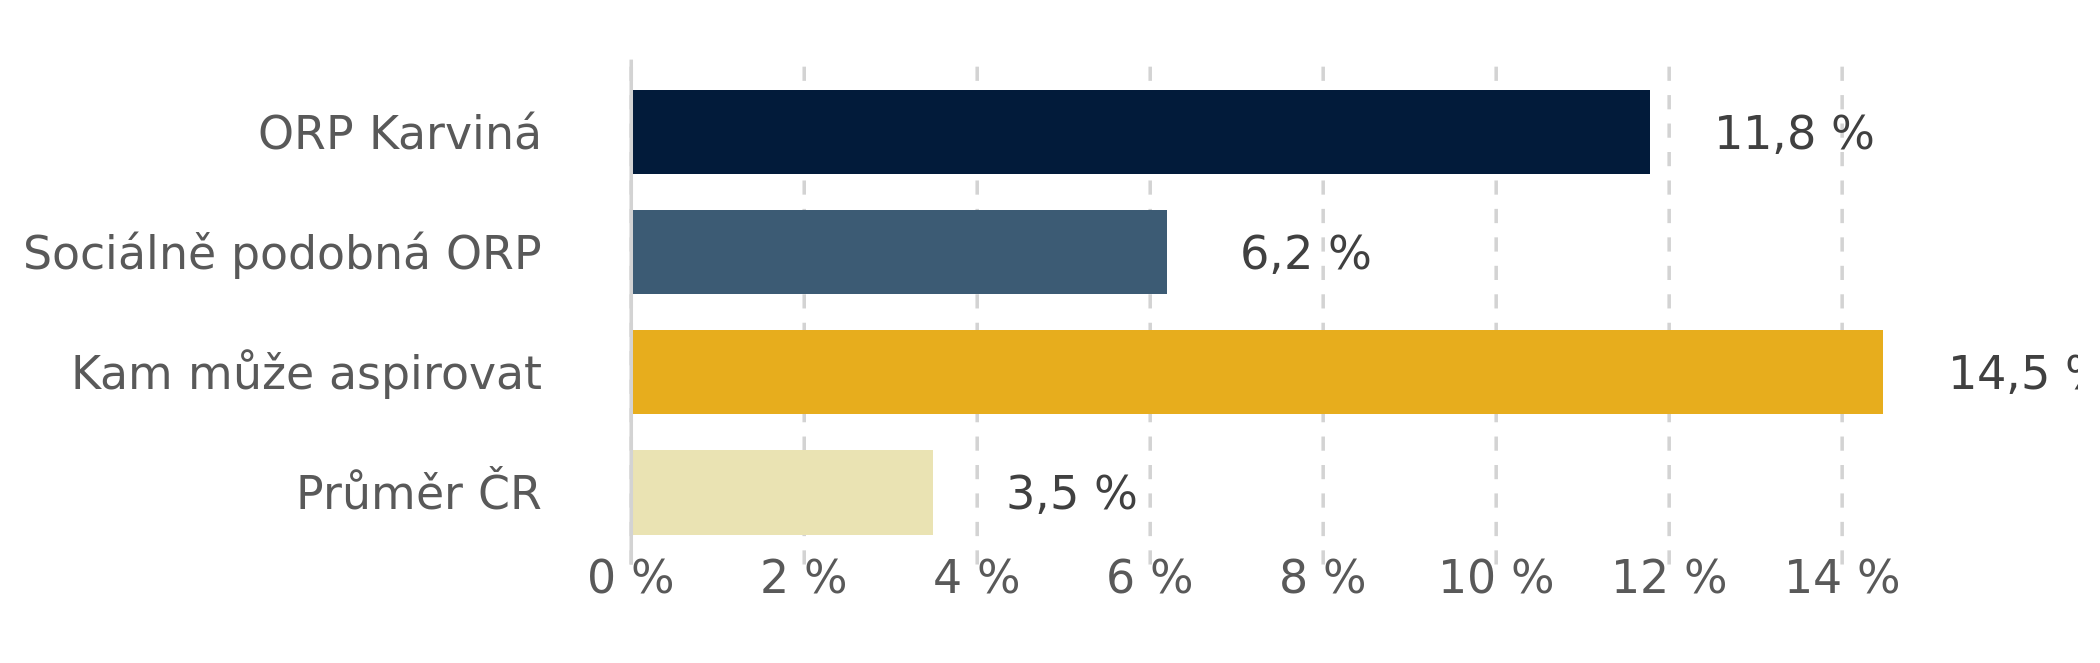 ORP Karviná 11,8 %
Sociálně podobná ORP 6,2 %
Kam může aspirovat 14,5 %
Průměr ČR 3,5 %
0 % 2 % 4 % 6 % 8 % 10 % 12 % 14 %